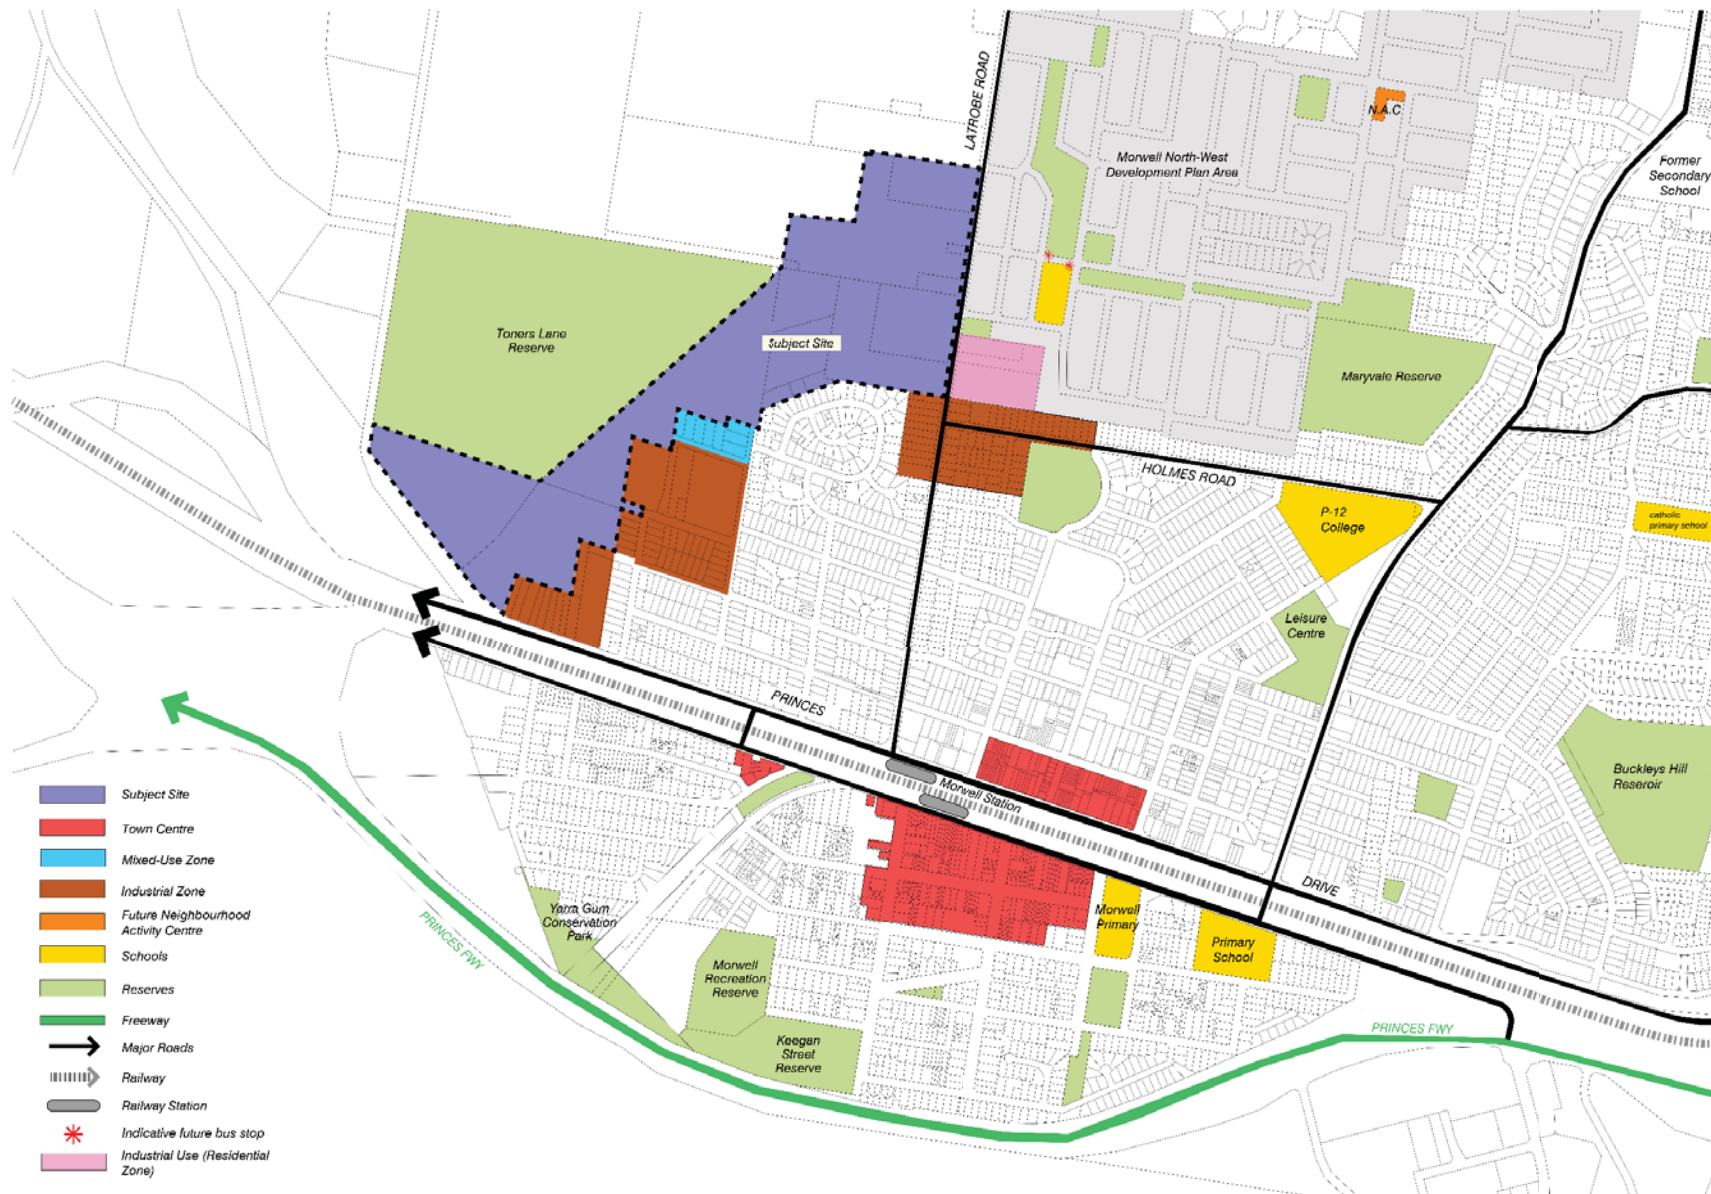 LATROBE ROAD
N.A.C
Morwell North-West
Development Plan Area
Former
Secondary
School
Toners Lane
Reserve
Subject Site
Maryvale Reserve
HOLMES ROAD
P-12
College
catholic
primary school
Leisure
Centre
PRINCES
Morwell Station
Buckleys Hill
Reseroir
DRIVE
Yarra Gum
Conservation
Park
Morwell
Primary
Primary
School
PRINCES FWY
Morwell
Recreation
Reserve
Keegan
Street
Reserve
PRINCES FWY
Subject Site
Town Centre
Mixed-Use Zone
Industrial Zone
Future Neighbourhood
Activity Centre
Schools
Reserves
Freeway
Major Roads
Railway
Railway Station
Indicative future bus stop
Industrial Use (Residential
Zone)